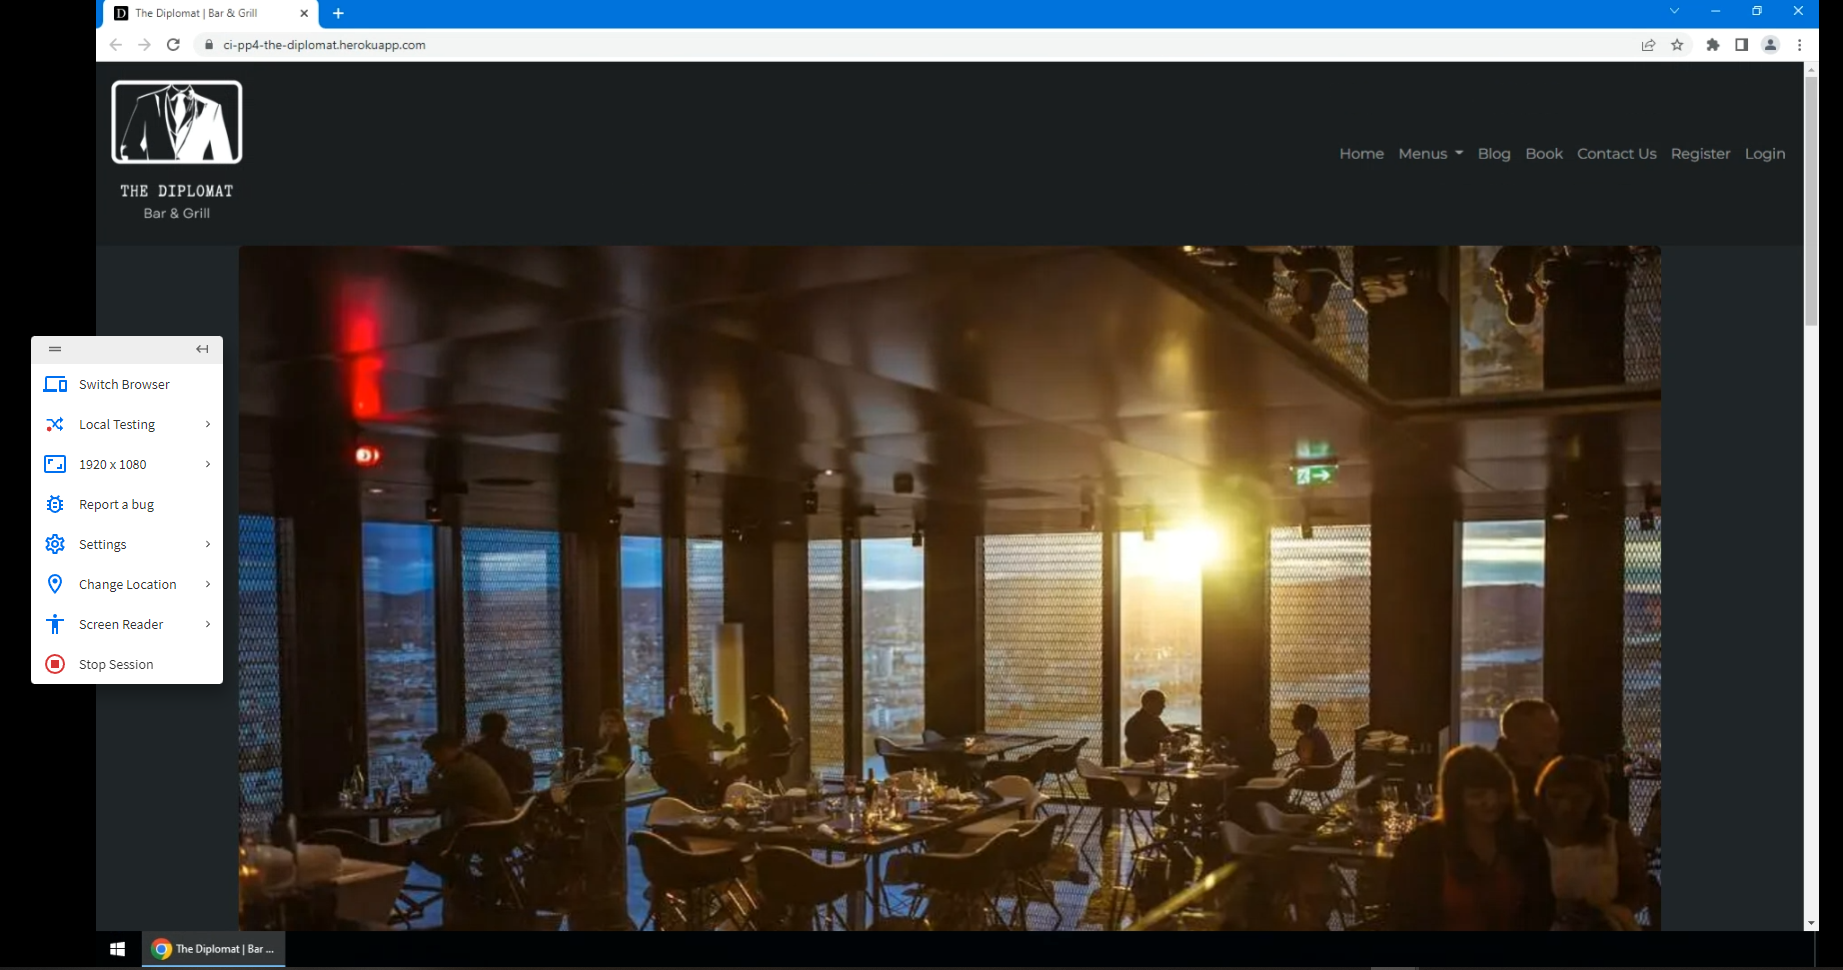 The Diplomat | Bar & Grill
ci-pp4-the-diplomat.herokuapp.com
THE DIPLOMAT
Bar & Grill
Home Menus Blog Book Contact Us Register Login
Switch Browser
Local Testing
1920 x 1080
Report a bug
Settings
Change Location
Screen Reader
Stop Session
The Diplomat | Bar ...